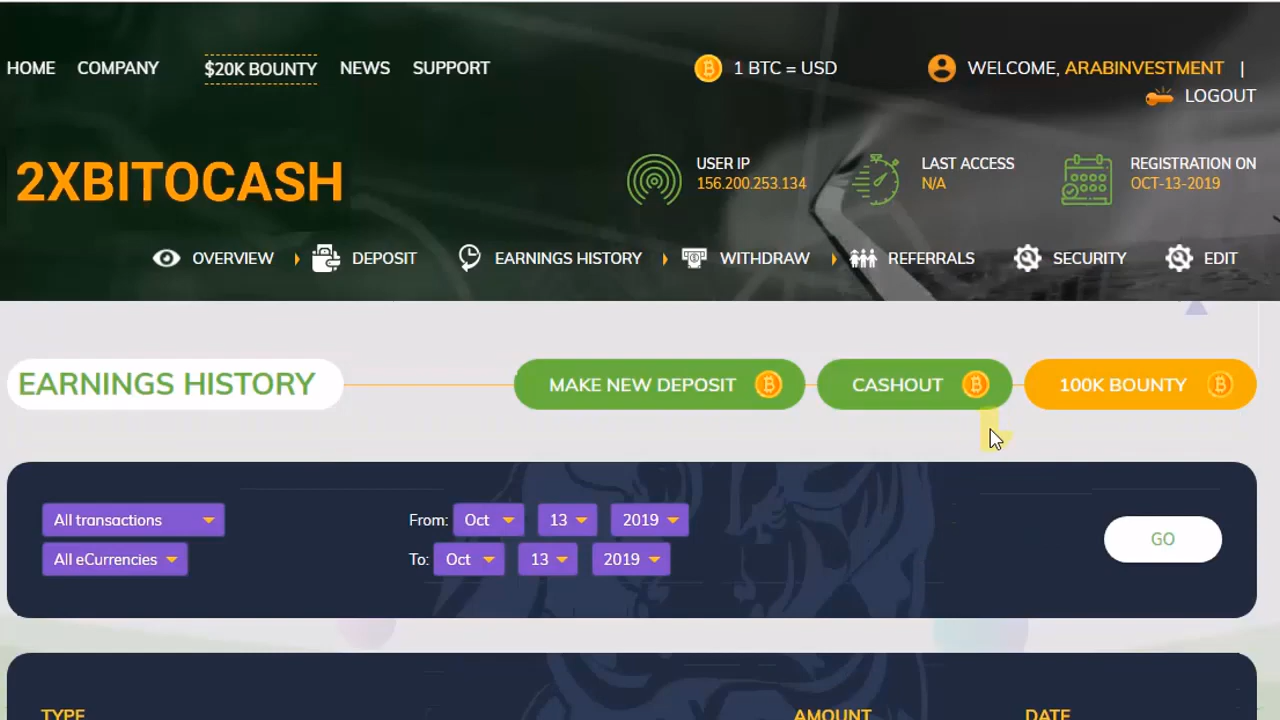 HOME COMPANY $20K BOUNTY NEWS SUPPORT 1 BTC = USD WELCOME, ARABINVESTMENT |
LOGOUT
2XBITOCASH
USER IP LAST ACCESS REGISTRATION ON
156.200.253.134 N/A OCT-13-2019
OVERVIEW DEPOSIT EARNINGS HISTORY WITHDRAW REFERRALS SECURITY EDIT
EARNINGS HISTORY MAKE NEW DEPOSIT CASHOUT 100K BOUNTY
All transactions From: Oct 13 2019
All eCurrencies To: Oct 13 2019
GO
TYPE AMOUNT DATE